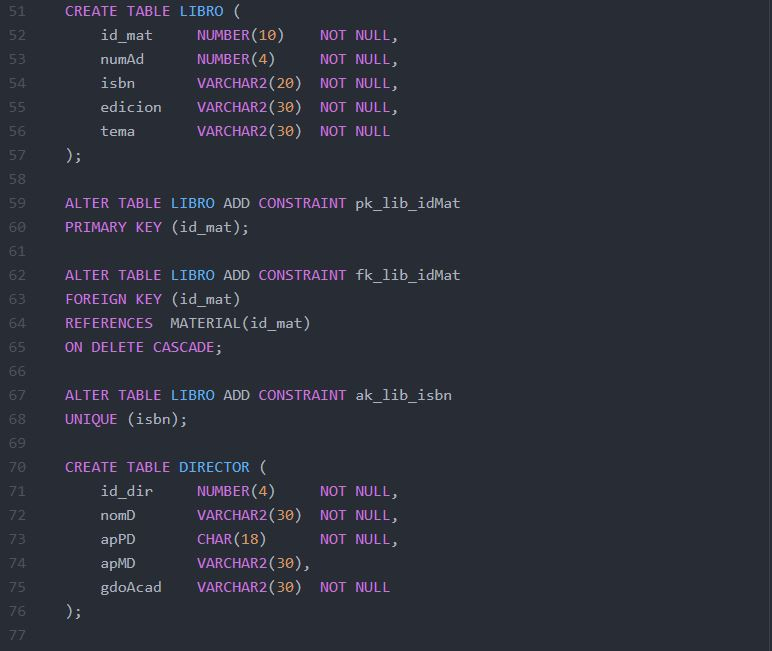 51 CREATE TABLE LIBRO (
52     id_mat     NUMBER(10)    NOT NULL,
53     numAd      NUMBER(4)     NOT NULL,
54     isbn       VARCHAR2(20)  NOT NULL,
55     edicion    VARCHAR2(30)  NOT NULL,
56     tema       VARCHAR2(30)  NOT NULL
57 );
58
59 ALTER TABLE LIBRO ADD CONSTRAINT pk_lib_idMat
60 PRIMARY KEY (id_mat);
61
62 ALTER TABLE LIBRO ADD CONSTRAINT fk_lib_idMat
63 FOREIGN KEY (id_mat)
64 REFERENCES  MATERIAL(id_mat)
65 ON DELETE CASCADE;
66
67 ALTER TABLE LIBRO ADD CONSTRAINT ak_lib_isbn
68 UNIQUE (isbn);
69
70 CREATE TABLE DIRECTOR (
71     id_dir     NUMBER(4)     NOT NULL,
72     nomD       VARCHAR2(30)  NOT NULL,
73     apPD       CHAR(18)      NOT NULL,
74     apMD       VARCHAR2(30),
75     gdoAcad    VARCHAR2(30)  NOT NULL
76 );
77